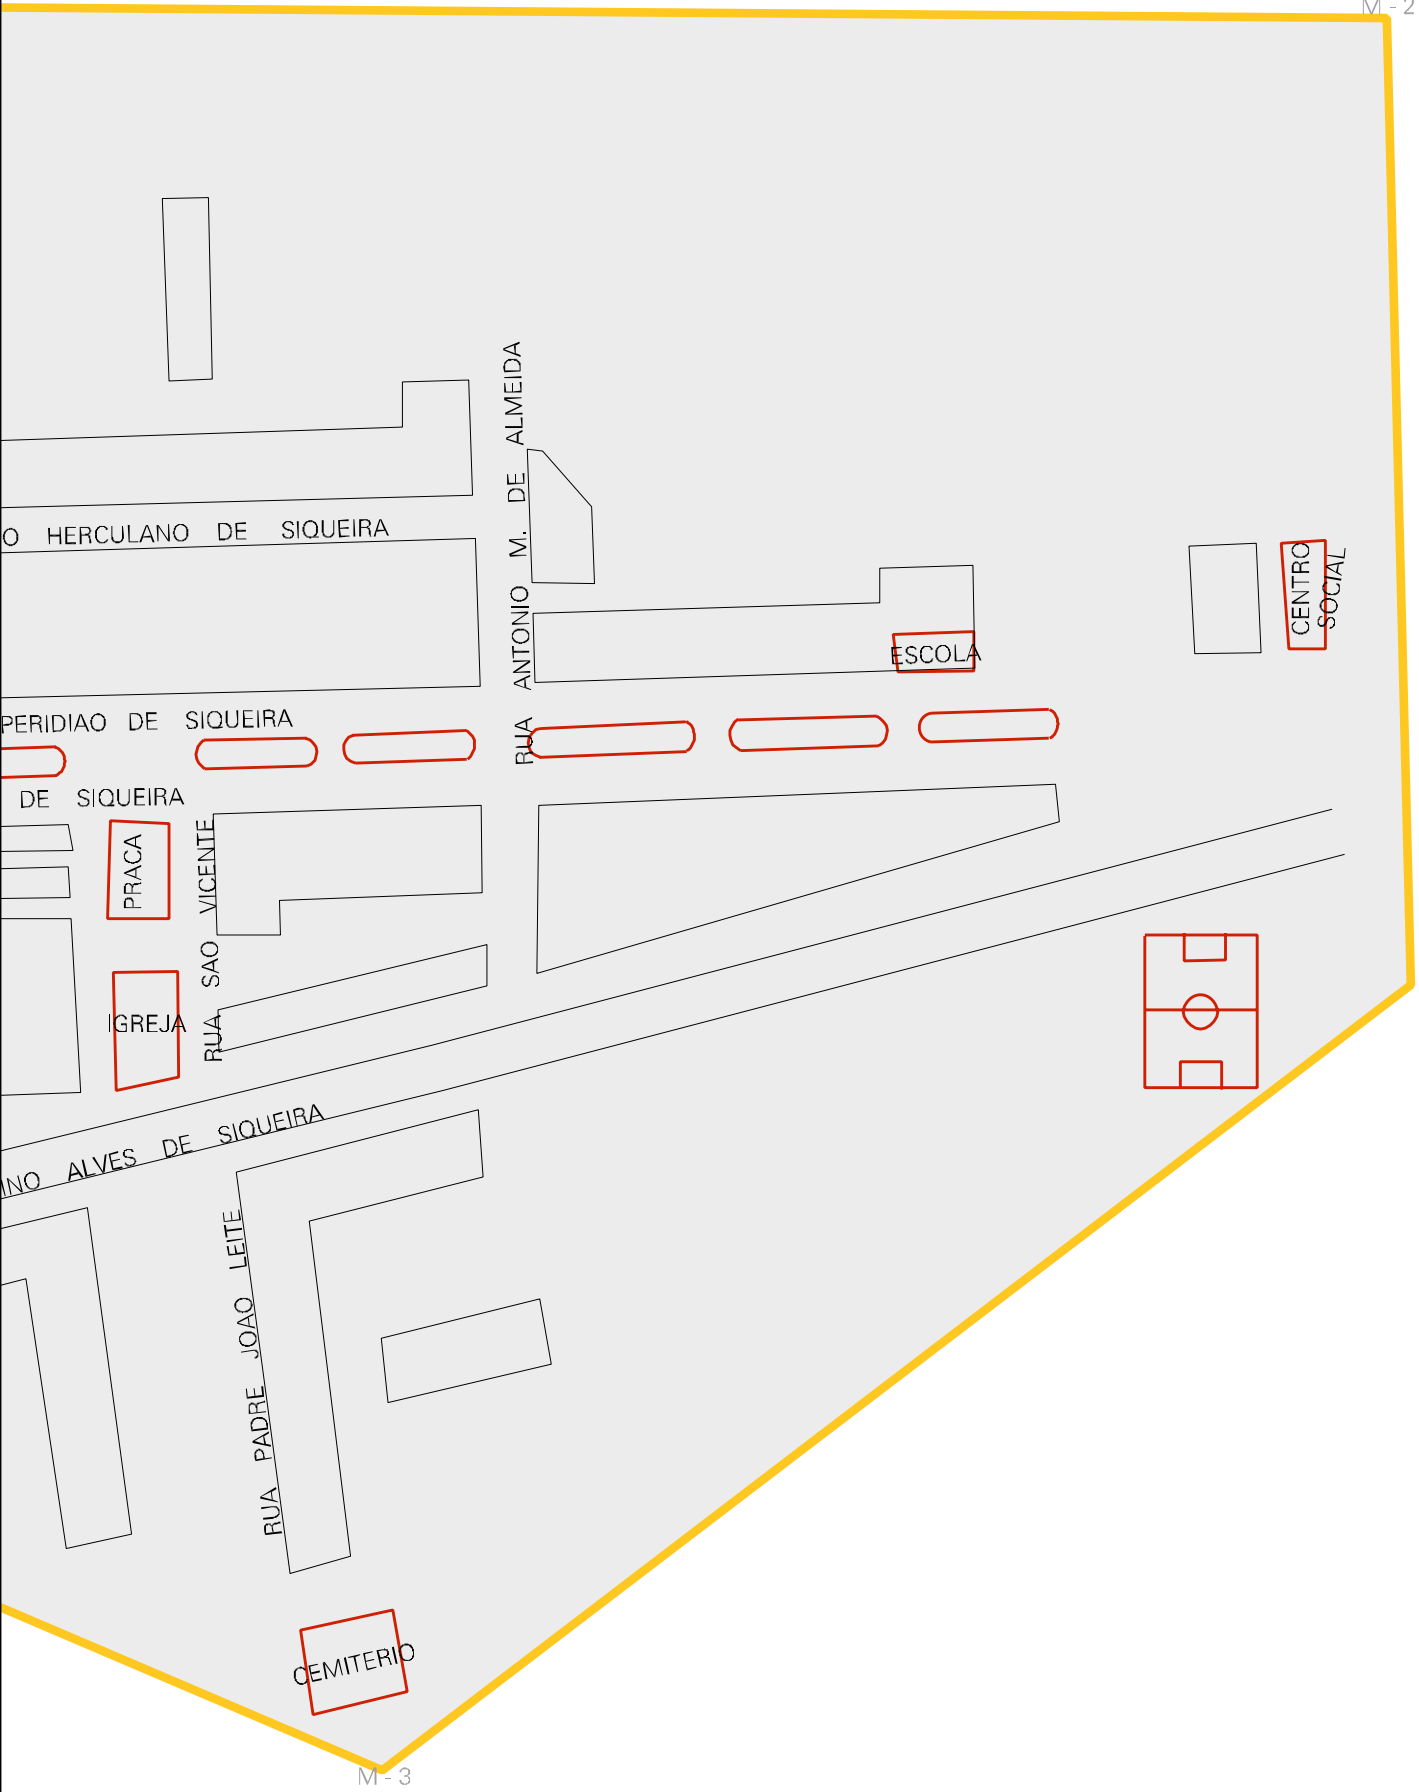 M - 2
RUA ANTONIO M. DE ALMEIDA
O HERCULANO DE SIQUEIRA
CENTRO
SOCIAL
ESCOLA
PERIDIAO DE SIQUEIRA
DE SIQUEIRA
PRACA
RUA SAO VICENTE
IGREJA
INO ALVES DE SIQUEIRA
RUA PADRE JOAO LEITE
CEMITERIO
M - 3